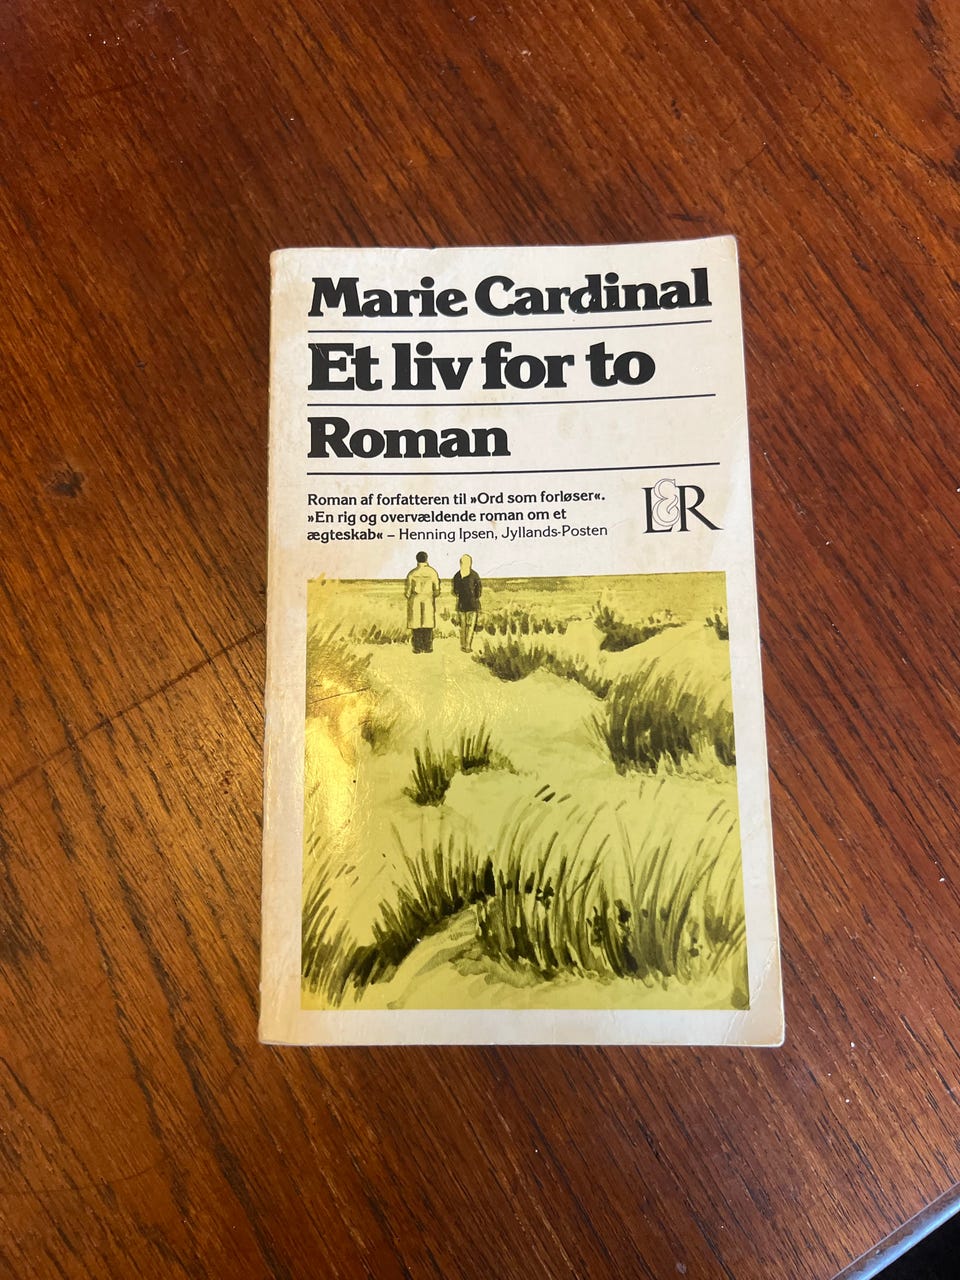 Marie Cardinal
Et liv for to
Roman
Roman af forfatteren til »Ord som forløser«.
»En rig og overvældende roman om et
ægteskab« – Henning Ipsen, Jyllands-Posten
L&R